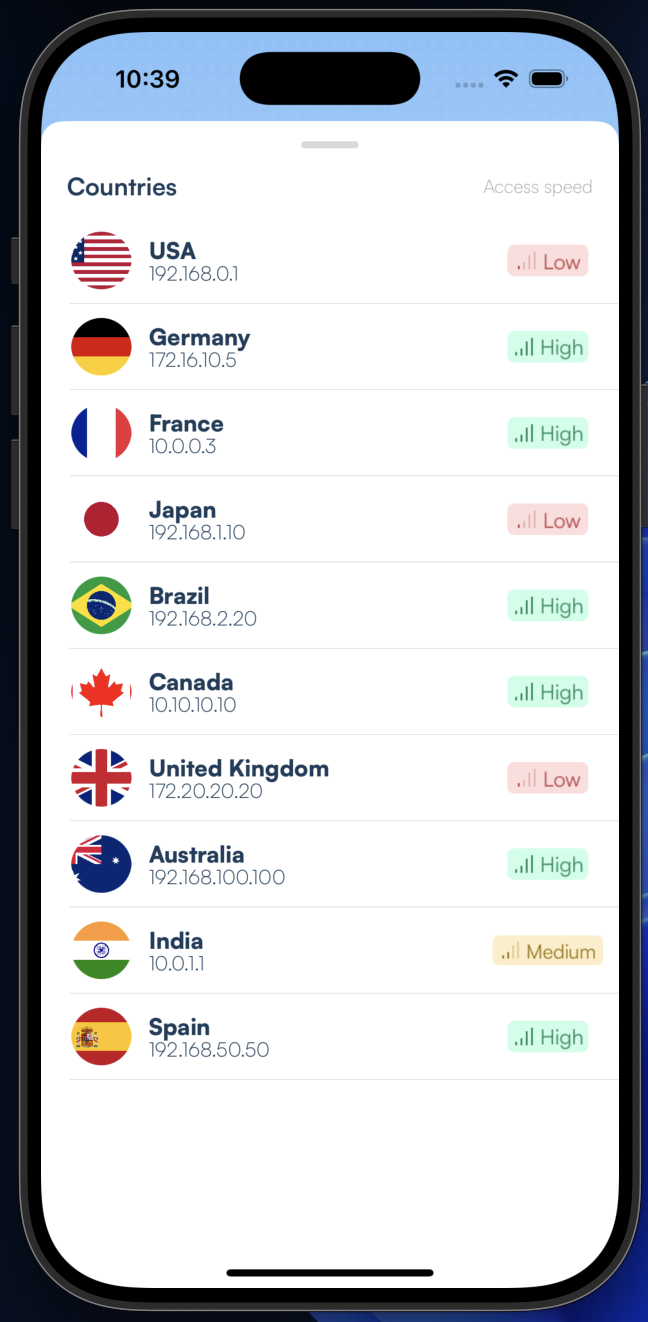 10:39
Countries
Access speed
USA
192.168.0.1
Low
Germany
172.16.10.5
High
France
10.0.0.3
High
Japan
192.168.1.10
Low
Brazil
192.168.2.20
High
Canada
10.10.10.10
High
United Kingdom
172.20.20.20
Low
Australia
192.168.100.100
High
India
10.0.1.1
Medium
Spain
192.168.50.50
High